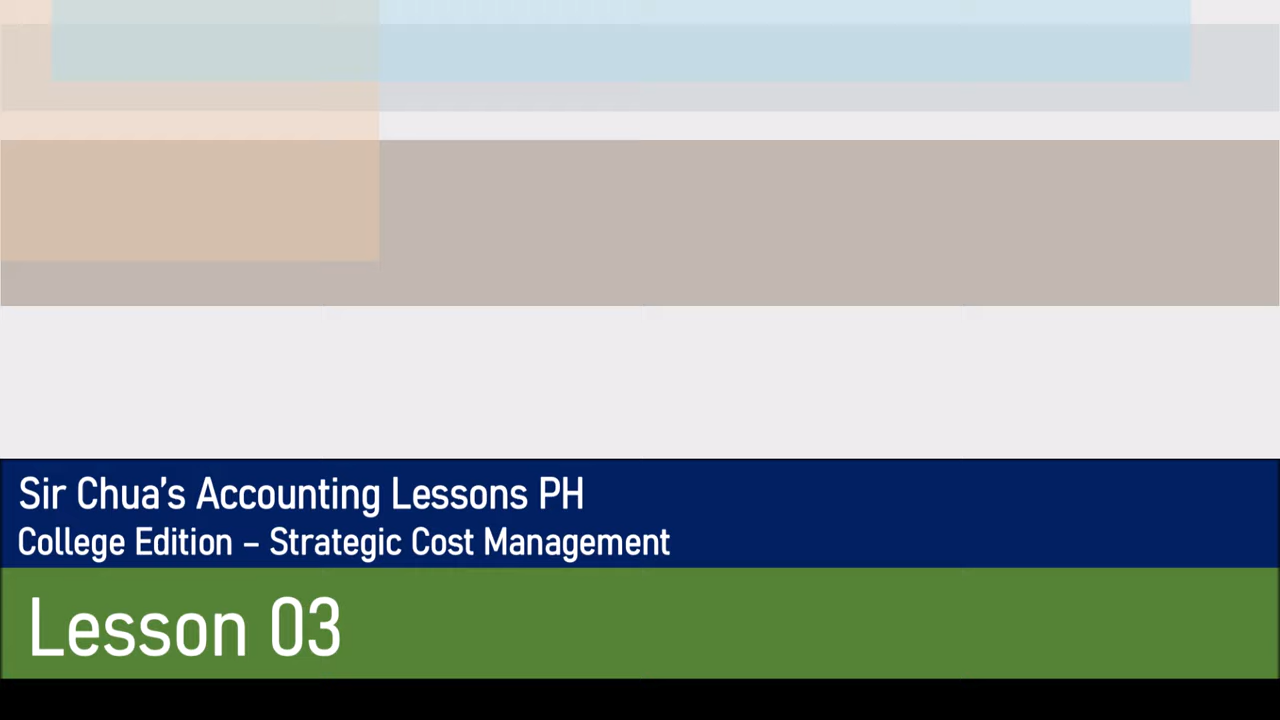 Sir Chua's Accounting Lessons PH
College Edition – Strategic Cost Management
Lesson 03